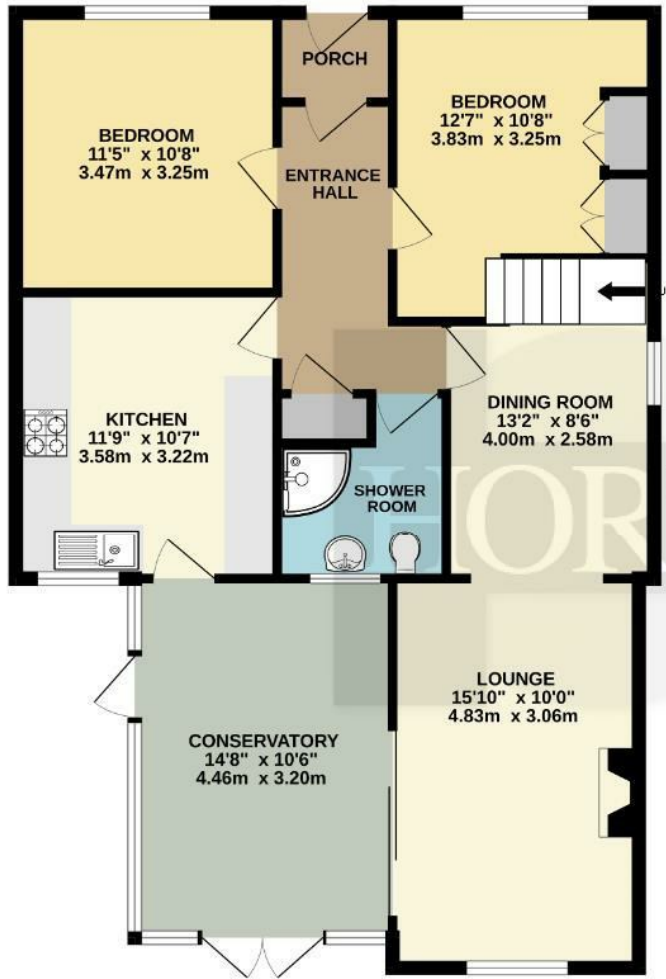 PORCH
BEDROOM
11'5" x 10'8"
3.47m x 3.25m
BEDROOM
12'7" x 10'8"
3.83m x 3.25m
ENTRANCE
HALL
KITCHEN
11'9" x 10'7"
3.58m x 3.22m
DINING ROOM
13'2" x 8'6"
4.00m x 2.58m
SHOWER
ROOM
HOR
LOUNGE
15'10" x 10'0"
4.83m x 3.06m
CONSERVATORY
14'8" x 10'6"
4.46m x 3.20m